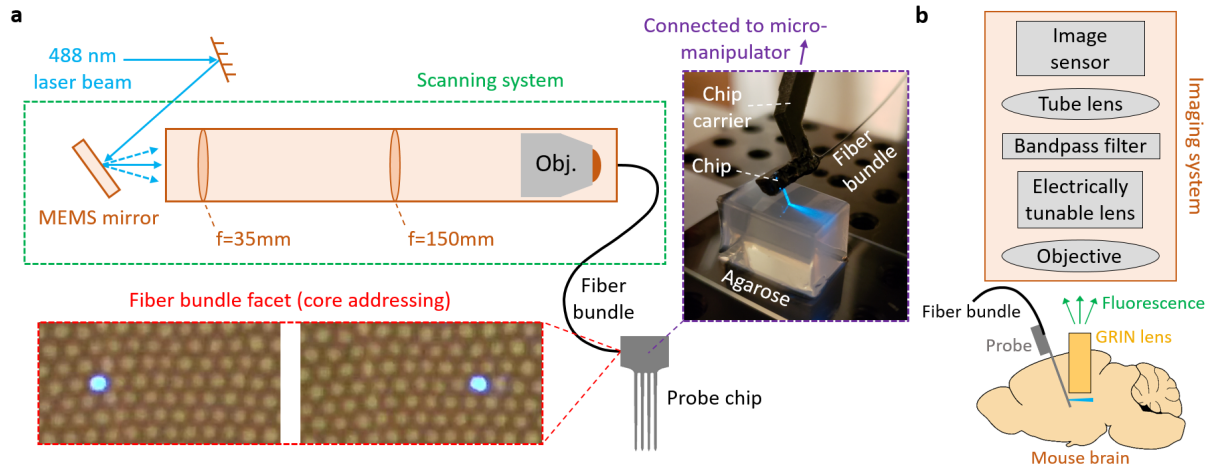 a
488 nm
laser beam
Scanning system
MEMS mirror
f=35mm
f=150mm
Obj.
Connected to micro-
manipulator
Chip
carrier
Chip
Fiber
bundle
Agarose
Fiber
bundle
Fiber bundle facet (core addressing)
Probe chip
b
Image
sensor
Tube lens
Bandpass filter
Electrically
tunable lens
Objective
Imaging system
Fiber bundle
Fluorescence
Probe
GRIN lens
Mouse brain